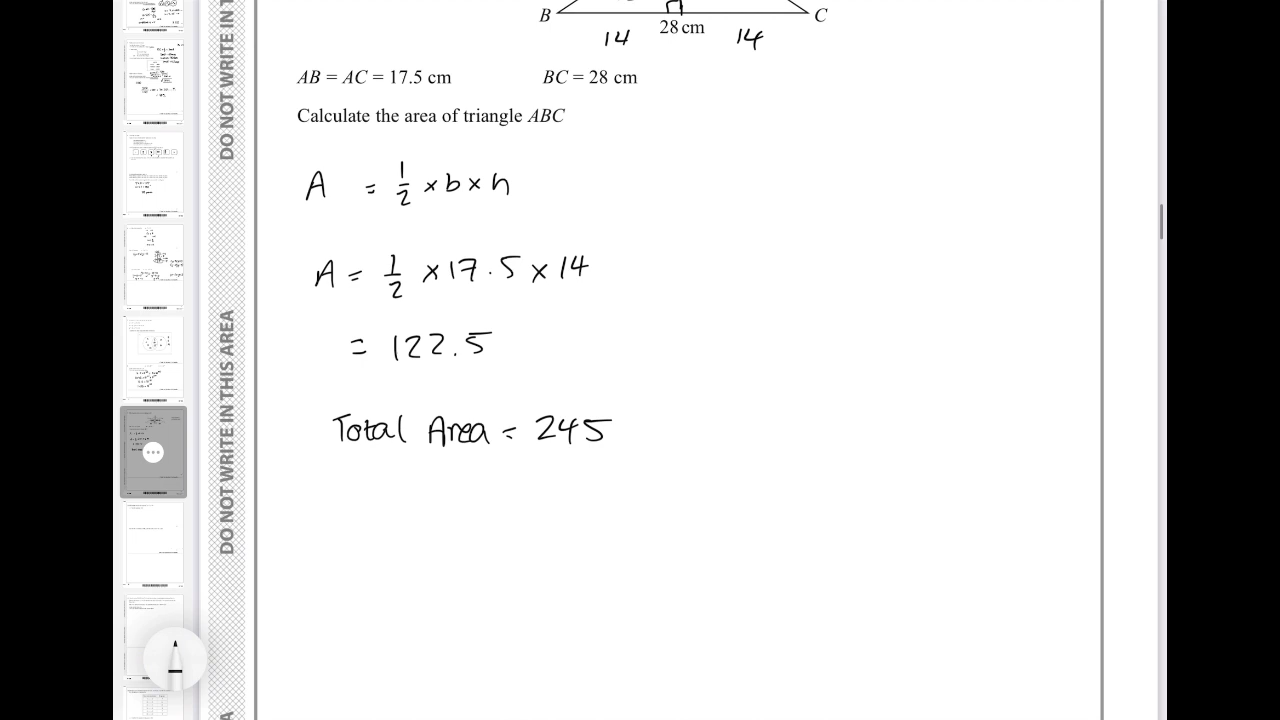 B
C
28 cm
14
14
AB = AC = 17.5 cm
BC = 28 cm
Calculate the area of triangle ABC
A = 1/2 × b × h
A = 1/2 × 17.5 × 14
= 122.5
Total Area = 245
DO NOT WRITE IN T
DO NOT WRITE IN THIS AREA
A